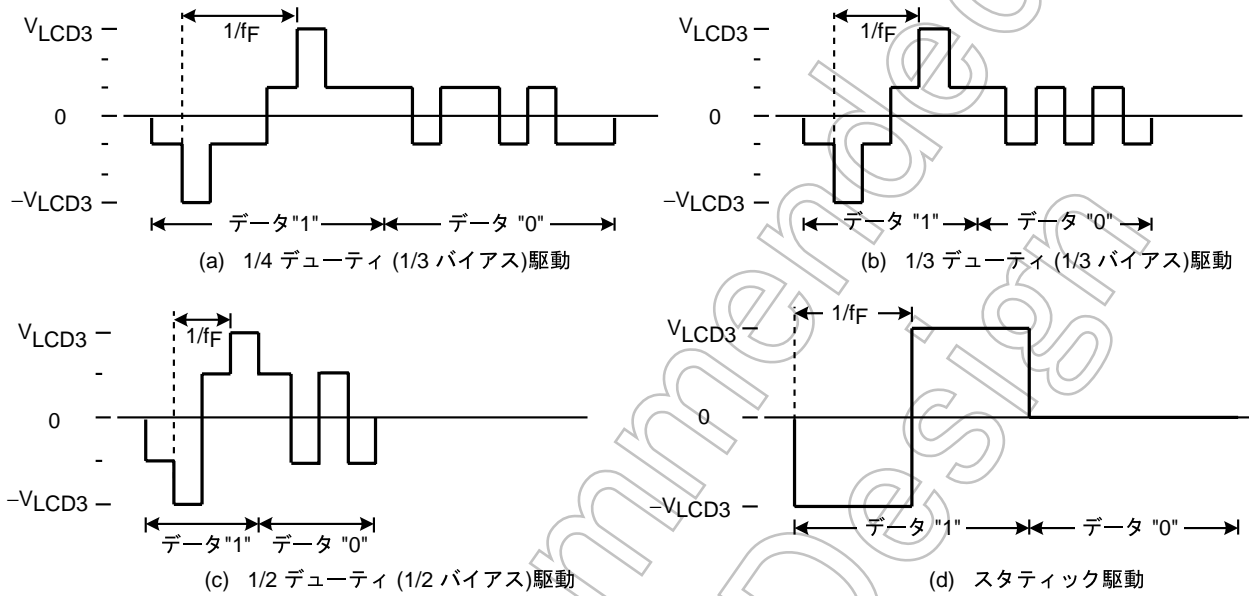 VLCD3
0
−VLCD3
1/fF
データ"1"
データ "0"
(a) 1/4 デューティ (1/3 バイアス)駆動
VLCD3
0
−VLCD3
1/fF
データ "1"
データ "0"
(b) 1/3 デューティ (1/3 バイアス)駆動
VLCD3
0
−VLCD3
1/fF
データ"1"
データ "0"
(c) 1/2 デューティ (1/2 バイアス)駆動
VLCD3
0
−VLCD3
1/fF
データ "1"
データ "0"
(d) スタティック駆動
mmended
Design